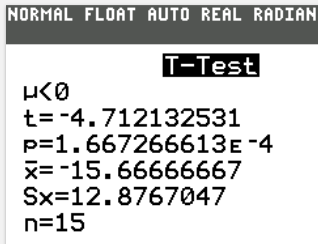 NORMAL FLOAT AUTO REAL RADIAN
T-Test
μ<0
t=-4.712132531
p=1.667266613E-4
x̄=-15.66666667
Sx=12.8767047
n=15